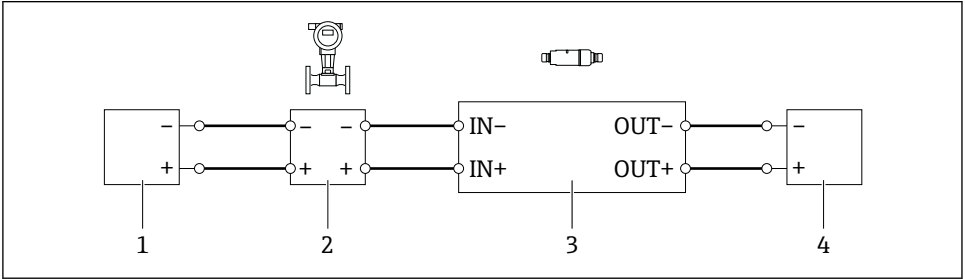 − − − IN− OUT− −
+ + + IN+ OUT+ +
1 2 3 4